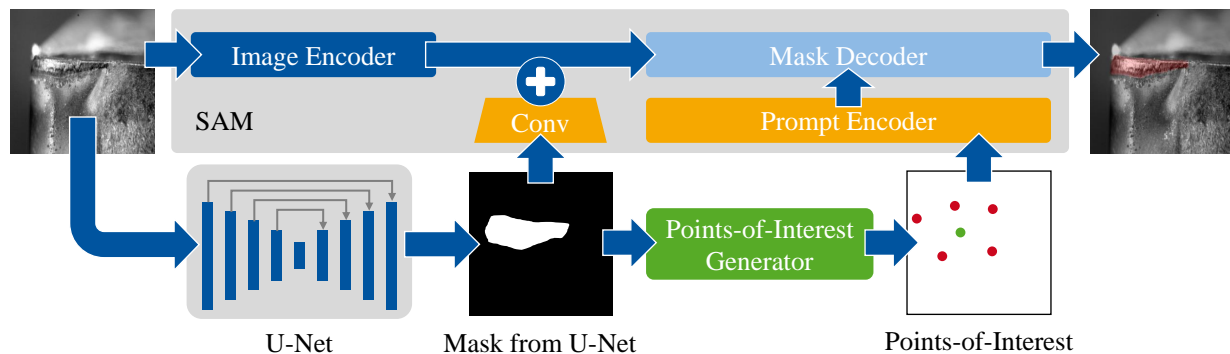 Image Encoder
Mask Decoder
SAM
Conv
Prompt Encoder
Points-of-Interest
Generator
U-Net
Mask from U-Net
Points-of-Interest